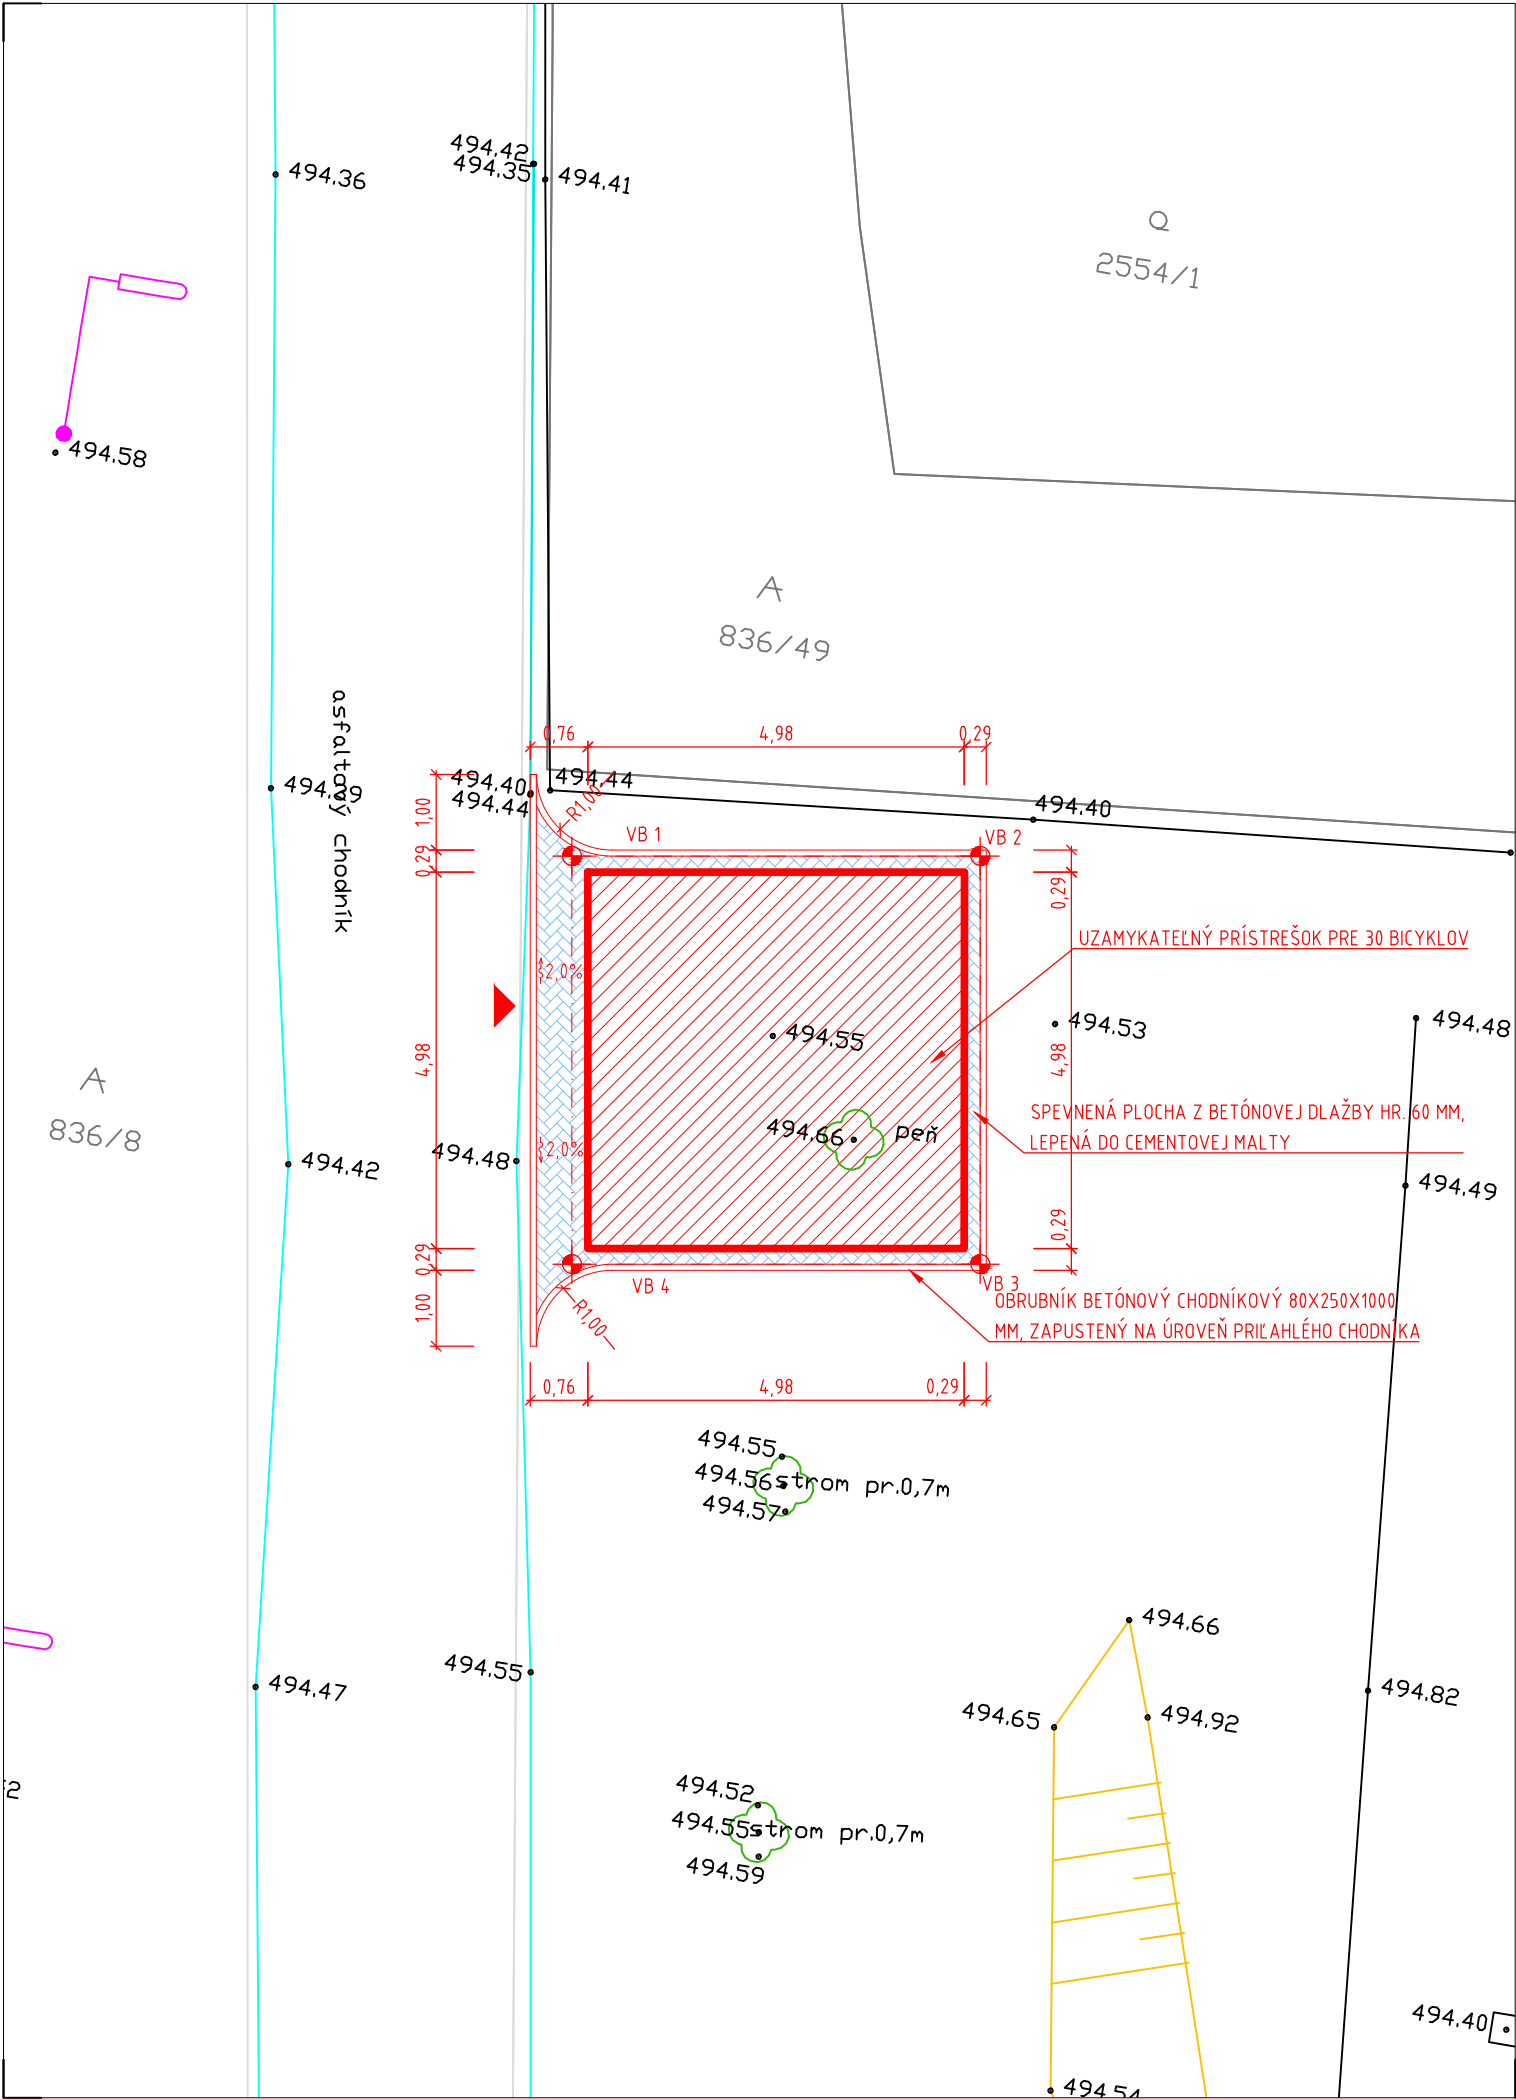 494.42
494.35
494.41
494.36
Q
2554/1
494.58
A
836/49
asfaltový chodník
0,76
4,98
0,29
494.40
494.44
494.44
494.39
R1,00
1,00
0,29
494.40
VB 1
VB 2
0,29
UZAMYKATEĽNÝ PRÍSTREŠOK PRE 30 BICYKLOV
2,0%
494.55
494.53
494.48
4,98
4,98
A
836/8
SPEVNENÁ PLOCHA Z BETÓNOVEJ DLAŽBY HR. 60 MM,
LEPENÁ DO CEMENTOVEJ MALTY
494.66
peň
2,0%
494.42
494.48
494.49
0,29
0,29
1,00
VB 4
VB 3
R1,00
OBRUBNÍK BETÓNOVÝ CHODNÍKOVÝ 80X250X1000
MM, ZAPUSTENÝ NA ÚROVEŇ PRIĽAHLÉHO CHODNÍKA
0,76
4,98
0,29
494.55
494.56
strom pr.0,7m
494.57
494.66
494.55
494.47
494.65
494.92
494.82
494.52
494.55
strom pr.0,7m
494.59
494.40
494.54